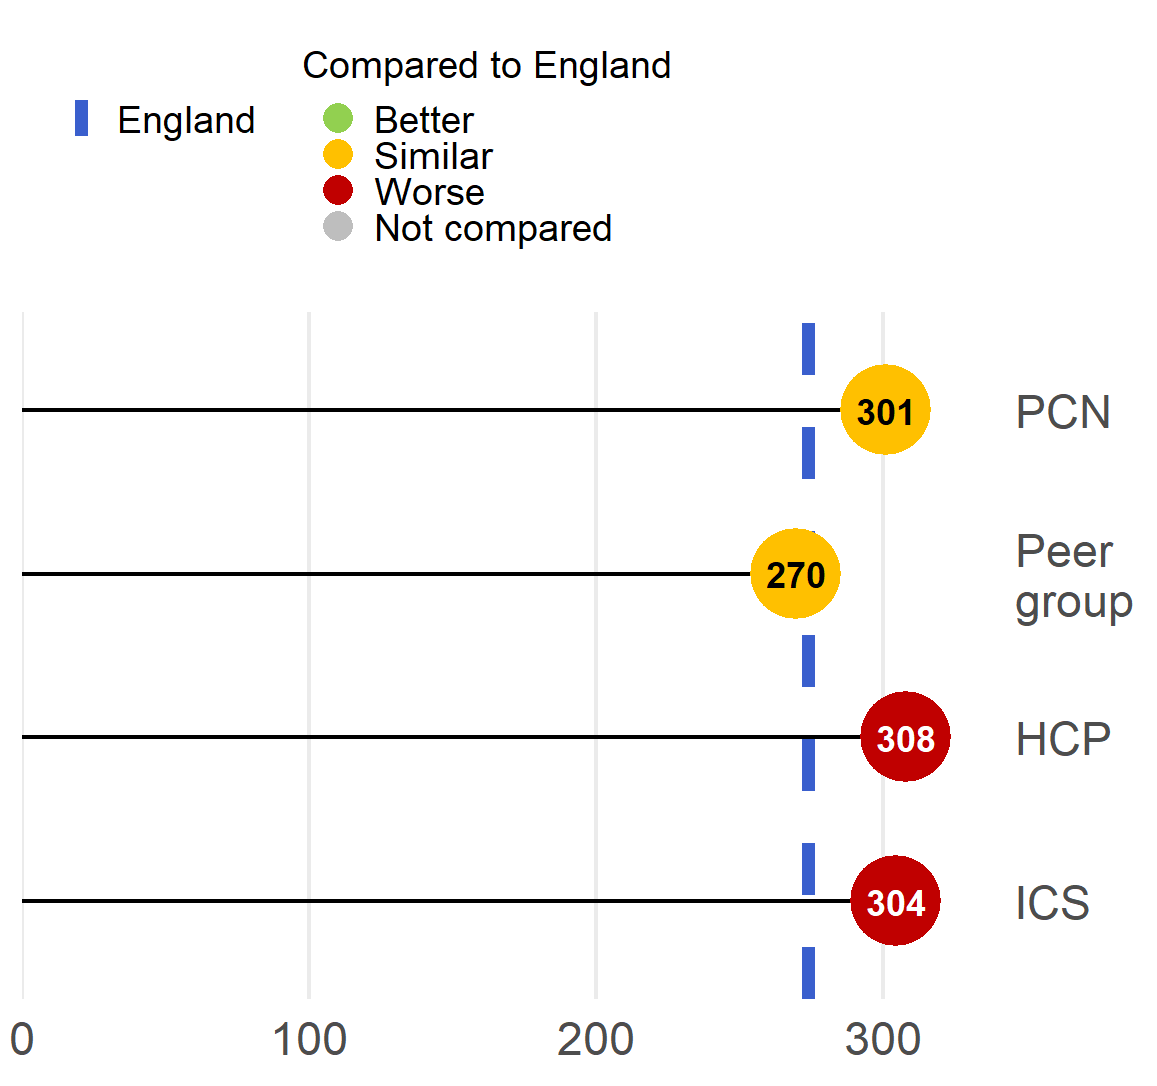 Compared to England
England
Better
Similar
Worse
Not compared
301
PCN
270
Peer
group
308
HCP
304
ICS
0
100
200
300